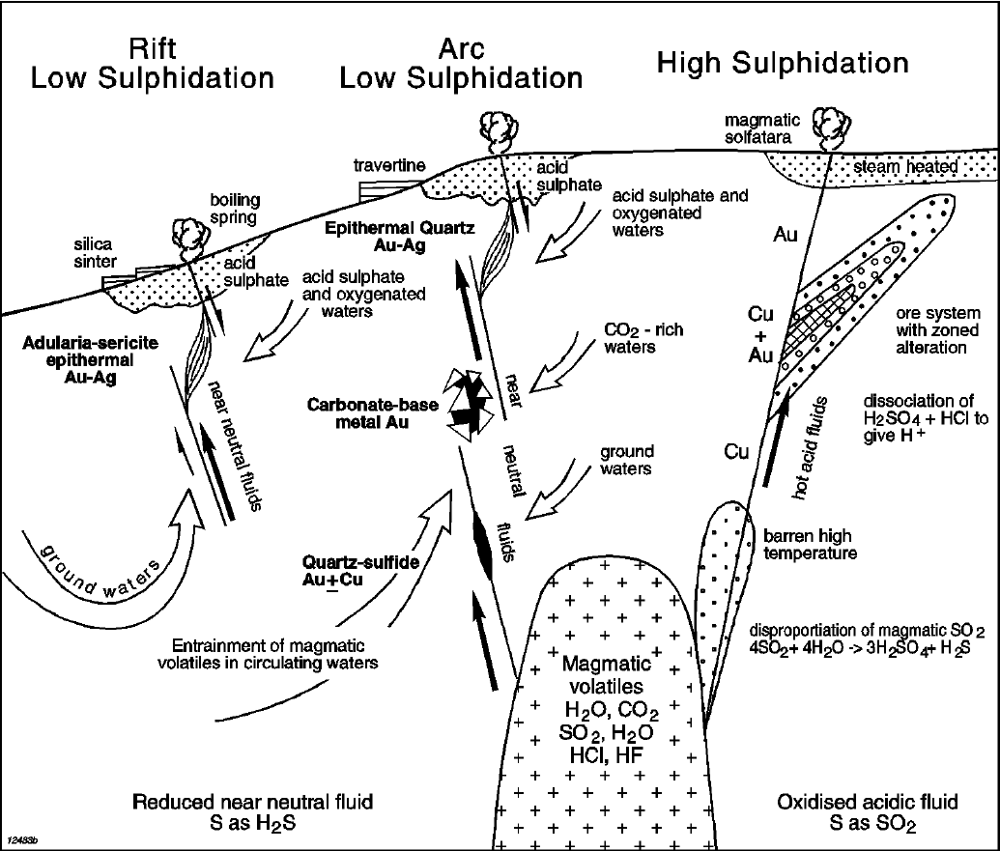 Rift
Low Sulphidation
Arc
Low Sulphidation
High Sulphidation
magmatic
solfatara
steam heated
travertine
acid
sulphate
boiling
spring
silica
sinter
acid
sulphate
Epithermal Quartz
Au-Ag
acid sulphate and
oxygenated
waters
acid sulphate
and oxygenated
waters
Au
Cu
+
Au
ore system
with zoned
alteration
Adularia-sericite
epithermal
Au-Ag
CO2 - rich
waters
near
neutral
fluids
Carbonate-base
metal Au
near neutral fluids
dissociation of
H2SO4 + HCl to
give H+
Cu
hot acid fluids
ground
waters
ground waters
Quartz-sulfide
Au±Cu
barren high
temperature
Entrainment of magmatic
volatiles in circulating waters
disproportiation of magmatic SO2
4SO2+ 4H2O -> 3H2SO4+ H2S
Magmatic
volatiles
H2O, CO2
SO2, H2O
HCl, HF
Reduced near neutral fluid
S as H2S
Oxidised acidic fluid
S as SO2
12483b